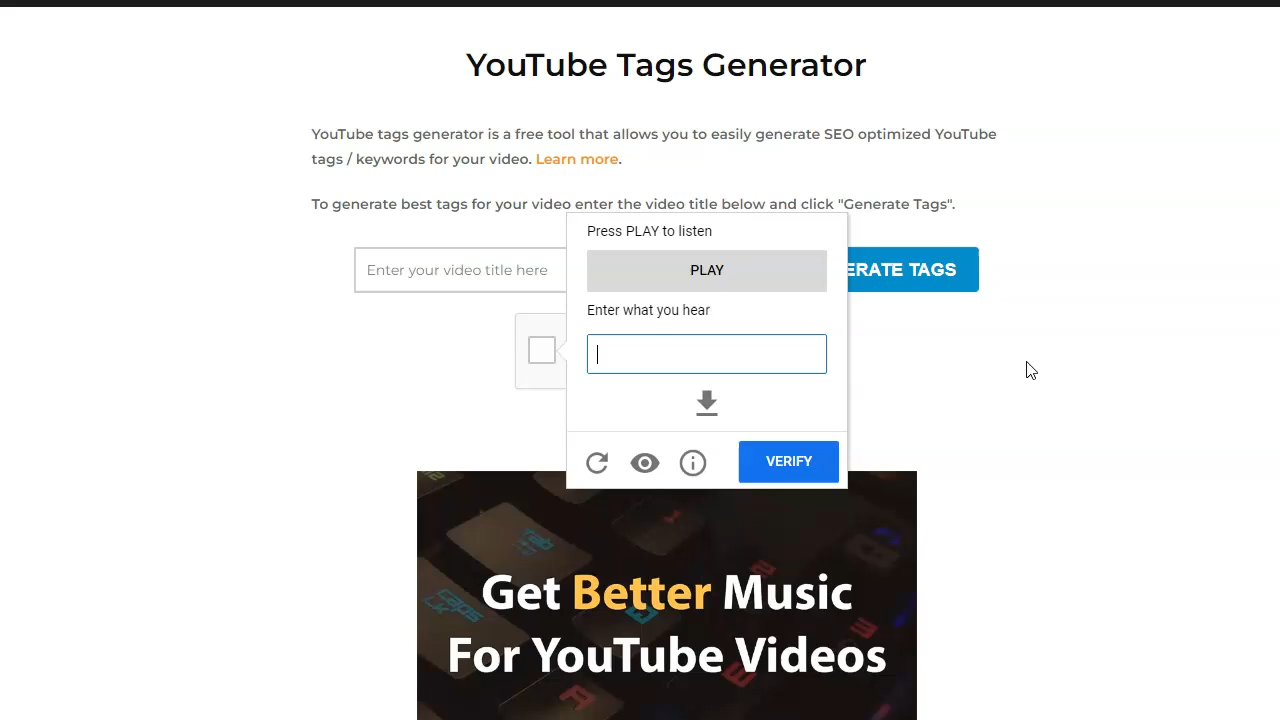 YouTube Tags Generator
YouTube tags generator is a free tool that allows you to easily generate SEO optimized YouTube
tags / keywords for your video. Learn more.
To generate best tags for your video enter the video title below and click "Generate Tags".
Press PLAY to listen
PLAY
Enter your video title here
ERATE TAGS
Enter what you hear
VERIFY
Tab
Caps
LK
Get Better Music
For YouTube Videos